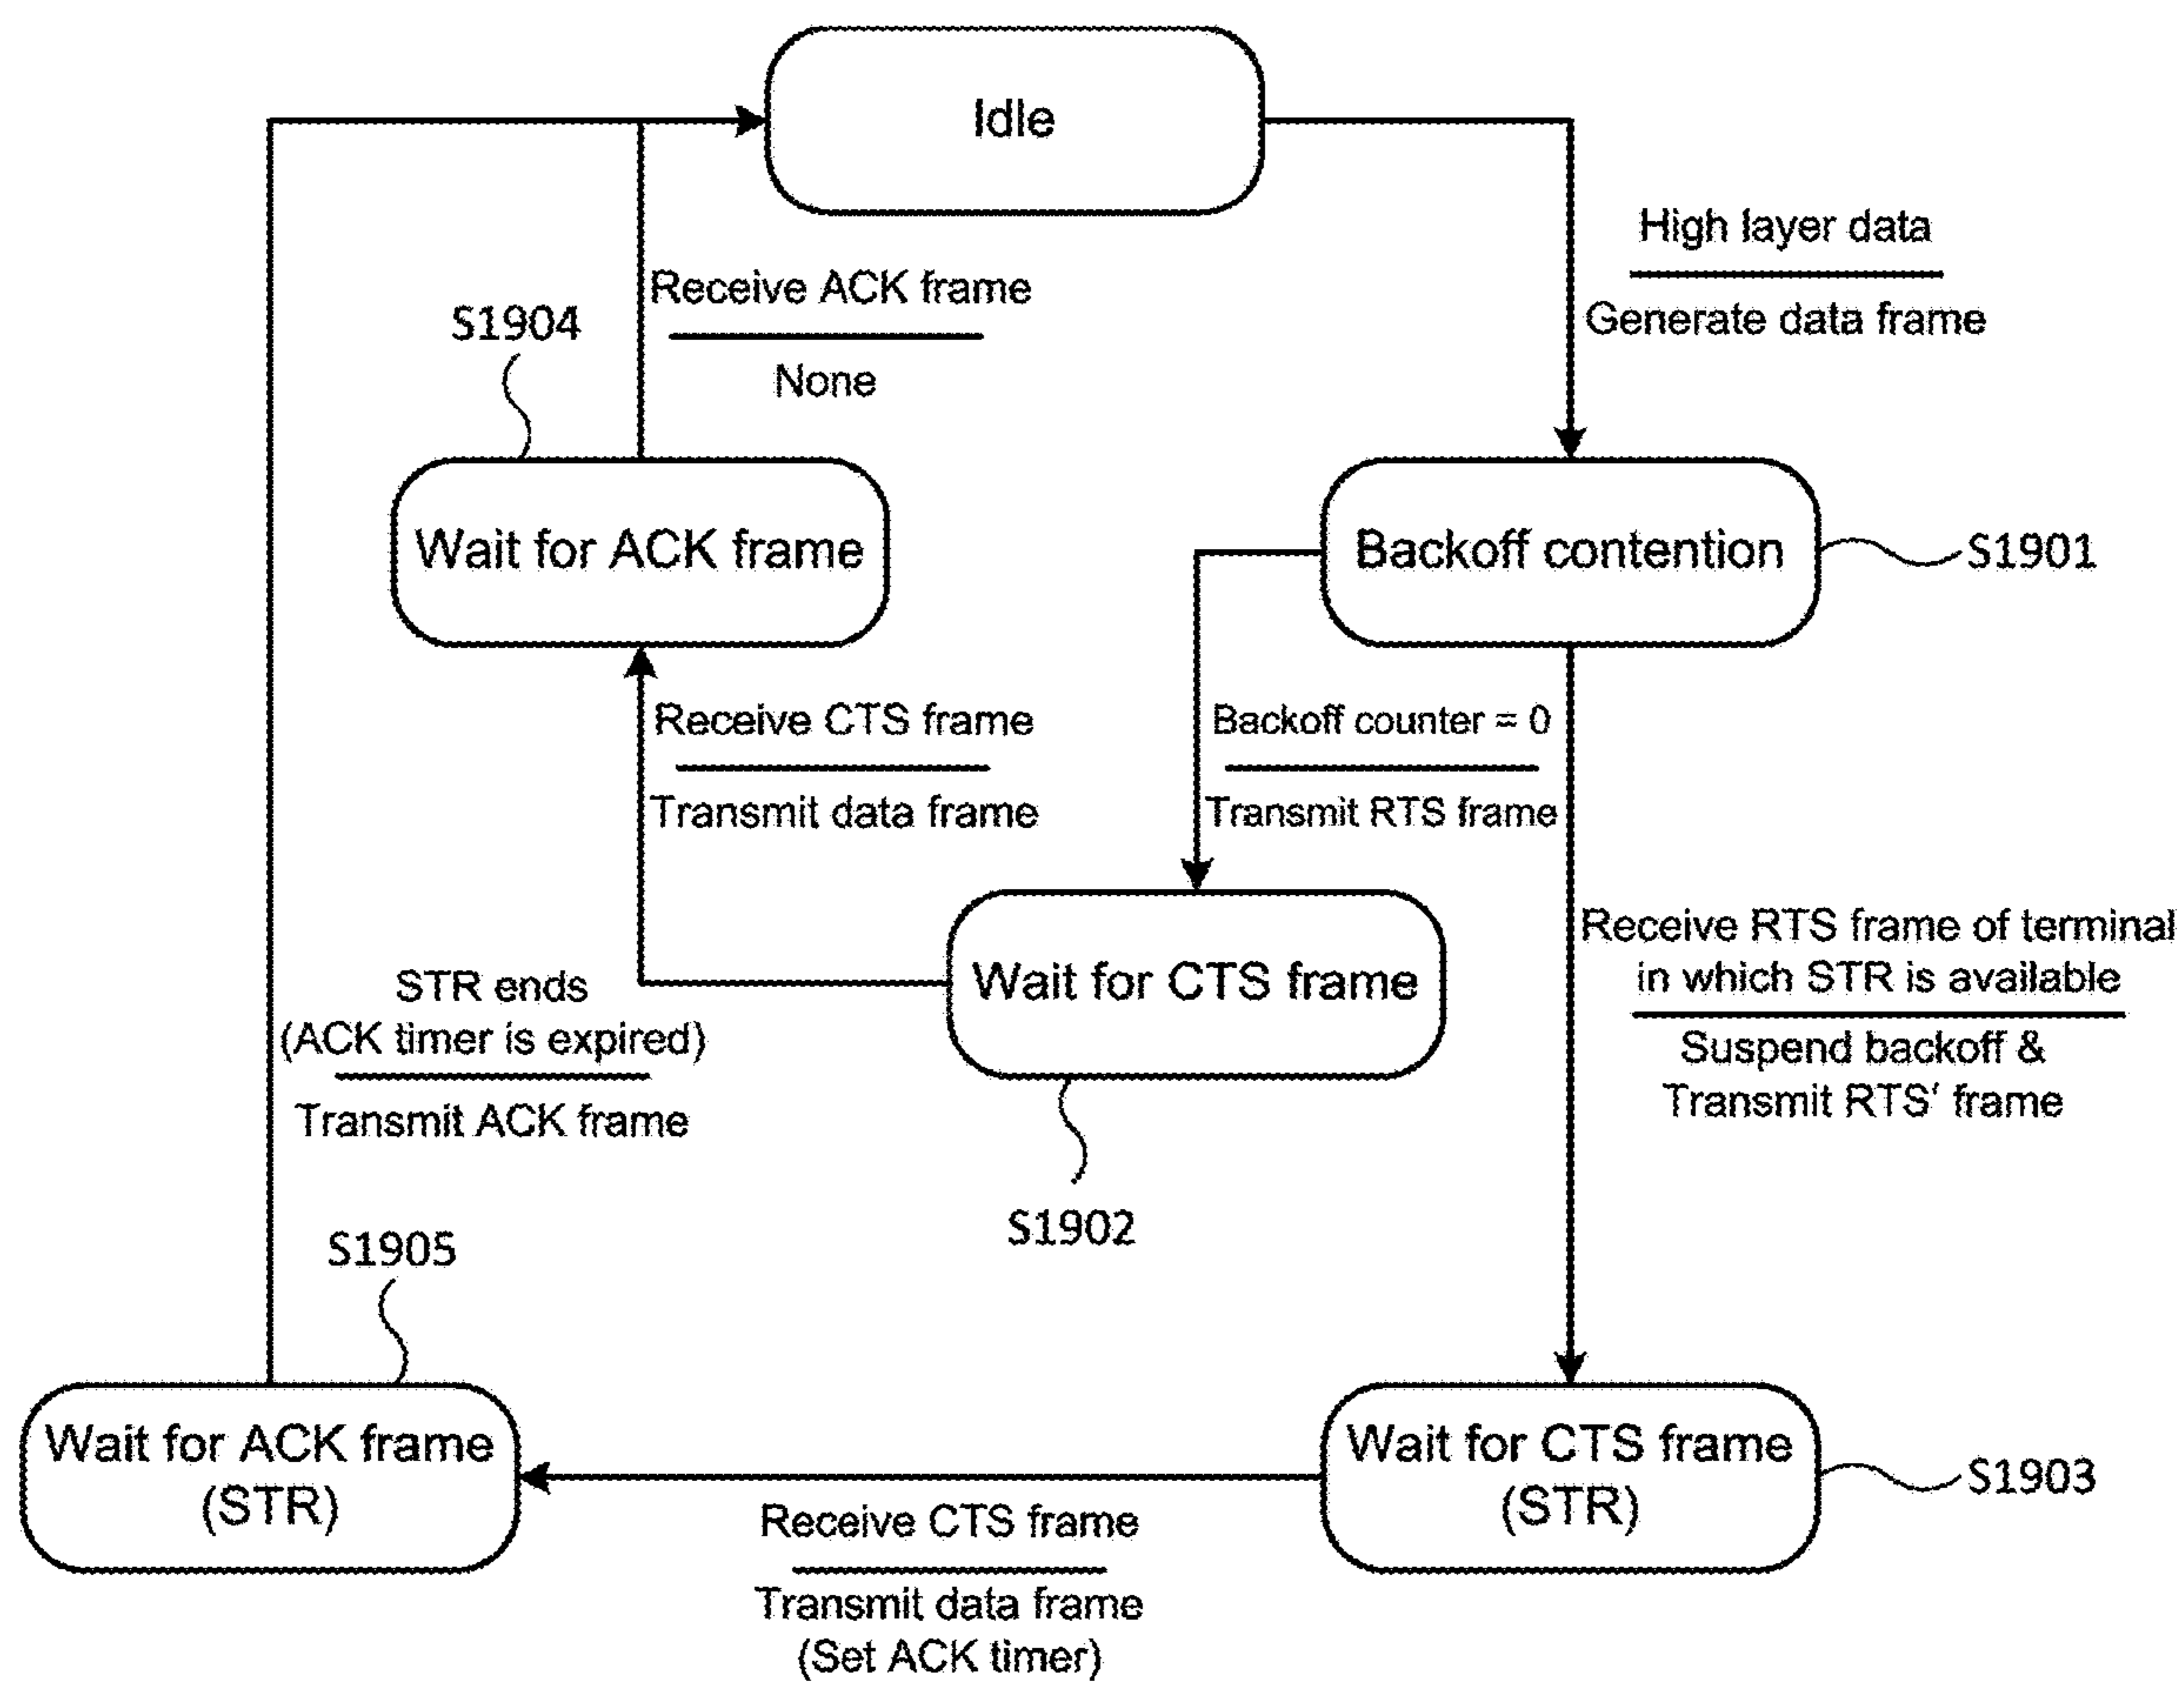 Idle
High layer data
Generate data frame
Receive ACK frame
None
S1904
Wait for ACK frame
Backoff contention
S1901
Receive CTS frame
Transmit data frame
Backoff counter = 0
Transmit RTS frame
Wait for CTS frame
S1902
Receive RTS frame of terminal
in which STR is available
Suspend backoff &
Transmit RTS' frame
STR ends
(ACK timer is expired)
Transmit ACK frame
S1905
Wait for ACK frame
(STR)
Wait for CTS frame
(STR)
S1903
Receive CTS frame
Transmit data frame
(Set ACK timer)